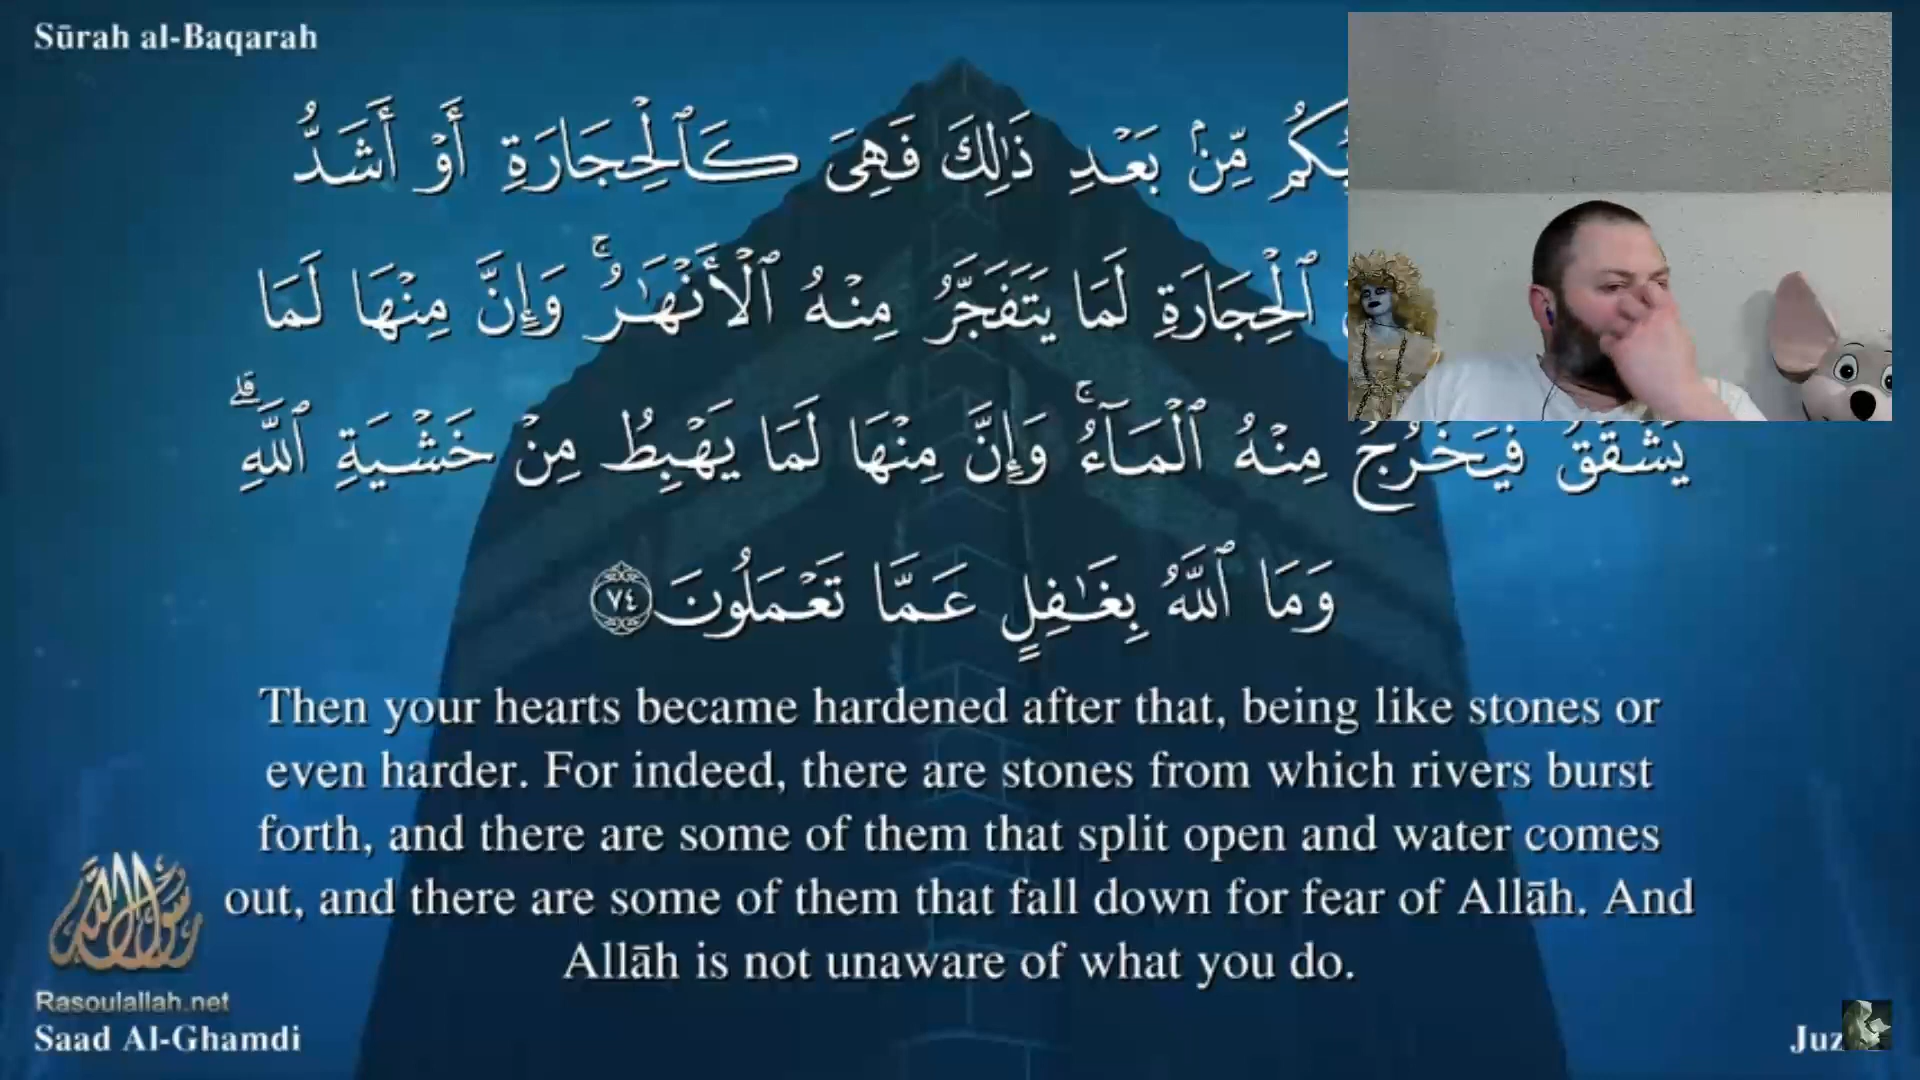 Sūrah al-Baqarah
مِّنۢ بَعْدِ ذَٰلِكَ فَهِىَ كَٱلْحِجَارَةِ أَوْ أَشَدُّ
ٱلْحِجَارَةِ لَمَا يَتَفَجَّرُ مِنْهُ ٱلْأَنْهَـٰرُ ۚ وَإِنَّ مِنْهَا لَمَا
يَشَّقَّقُ فَيَخْرُجُ مِنْهُ ٱلْمَآءُ ۚ وَإِنَّ مِنْهَا لَمَا يَهْبِطُ مِنْ خَشْيَةِ ٱللَّهِ ۗ
وَمَا ٱللَّهُ بِغَـٰفِلٍ عَمَّا تَعْمَلُونَ ٧٤
Then your hearts became hardened after that, being like stones or
even harder. For indeed, there are stones from which rivers burst
forth, and there are some of them that split open and water comes
out, and there are some of them that fall down for fear of Allāh. And
Allāh is not unaware of what you do.
رسول الله
Rasoulallah.net
Saad Al-Ghamdi
Juz